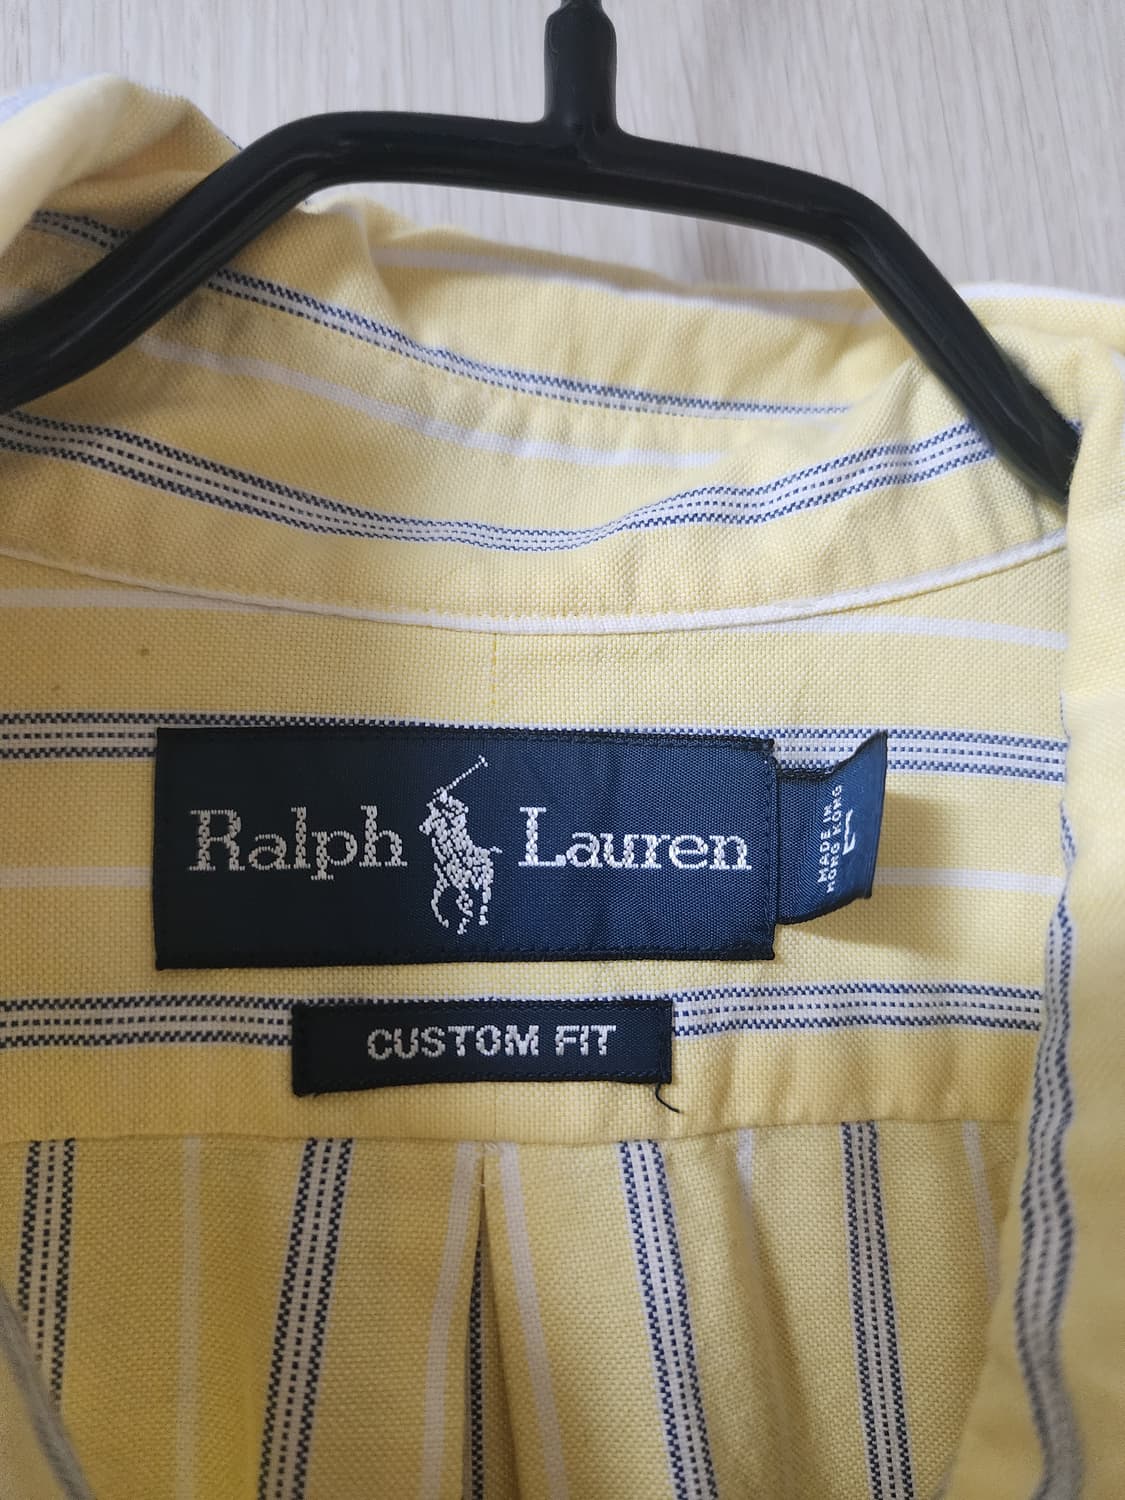 Ralph Lauren
MADE IN
HONG KONG
L
CUSTOM FIT